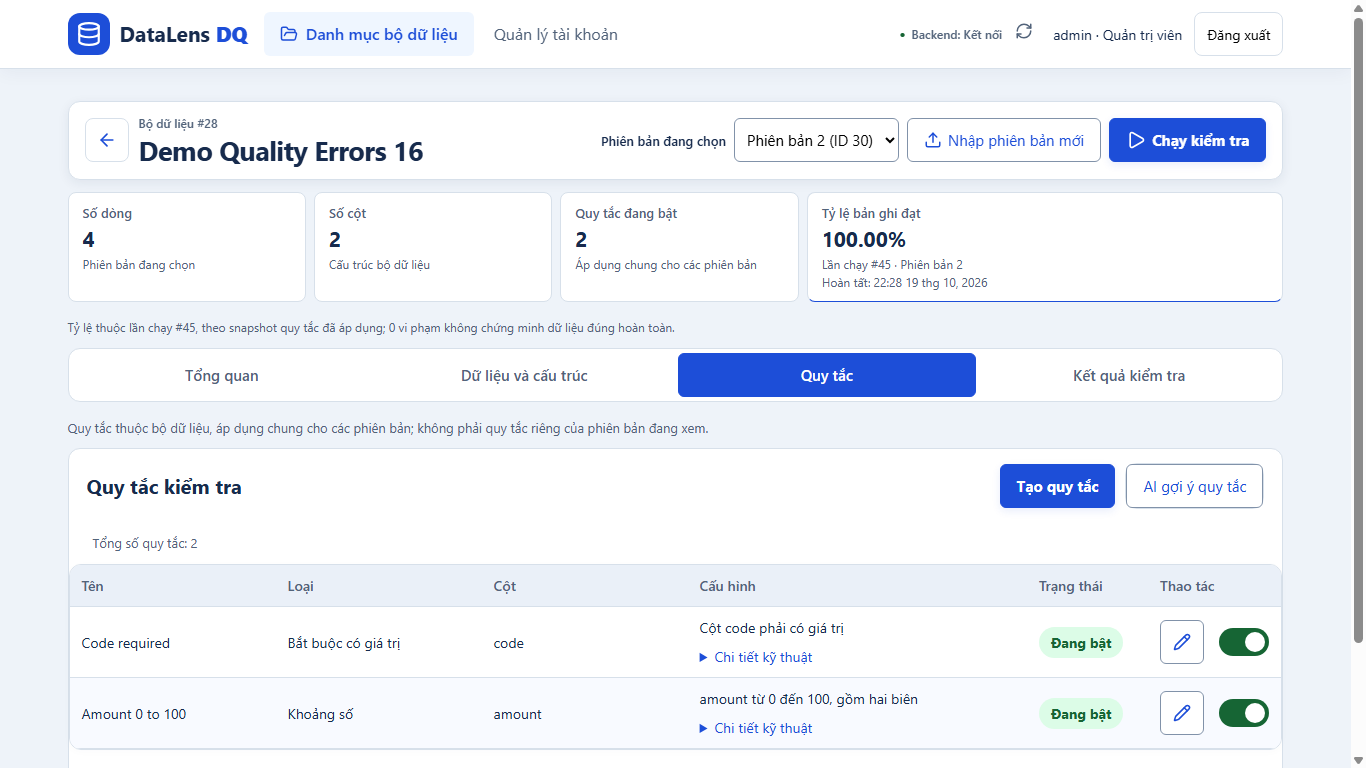 DataLens DQ
Danh mục bộ dữ liệu
Quản lý tài khoản
• Backend: Kết nối
admin · Quản trị viên
Đăng xuất
Bộ dữ liệu #28
Demo Quality Errors 16
Phiên bản đang chọn
Phiên bản 2 (ID 30)
Nhập phiên bản mới
Chạy kiểm tra
Số dòng
4
Phiên bản đang chọn
Số cột
2
Cấu trúc bộ dữ liệu
Quy tắc đang bật
2
Áp dụng chung cho các phiên bản
Tỷ lệ bản ghi đạt
100.00%
Lần chạy #45 · Phiên bản 2
Hoàn tất: 22:28 19 thg 10, 2026
Tỷ lệ thuộc lần chạy #45, theo snapshot quy tắc đã áp dụng; 0 vi phạm không chứng minh dữ liệu đúng hoàn toàn.
Tổng quan
Dữ liệu và cấu trúc
Quy tắc
Kết quả kiểm tra
Quy tắc thuộc bộ dữ liệu, áp dụng chung cho các phiên bản; không phải quy tắc riêng của phiên bản đang xem.
Quy tắc kiểm tra
Tạo quy tắc
AI gợi ý quy tắc
Tổng số quy tắc: 2
Tên Loại Cột Cấu hình Trạng thái Thao tác
Code required Bắt buộc có giá trị code Cột code phải có giá trị Đang bật
▶ Chi tiết kỹ thuật
Amount 0 to 100 Khoảng số amount amount từ 0 đến 100, gồm hai biên Đang bật
▶ Chi tiết kỹ thuật